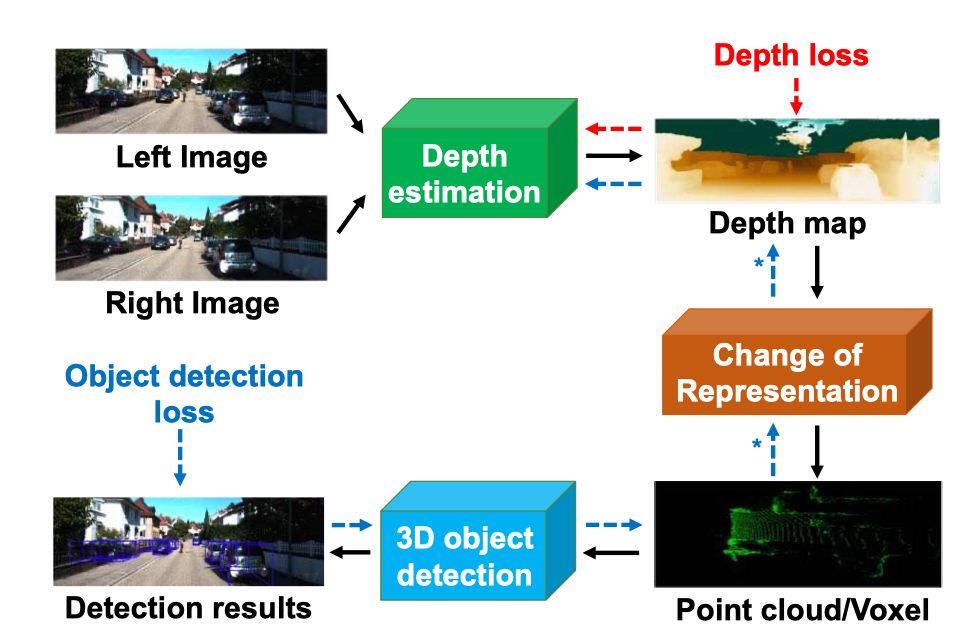 Depth loss
Left Image
Depth
estimation
Right Image
Depth map
*
Change of
Representation
*
Object detection
loss
3D object
detection
Detection results
Point cloud/Voxel